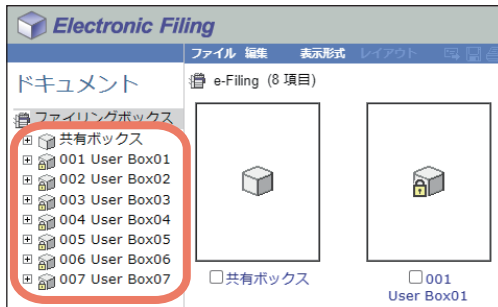 Electronic Filing
ファイル 編集 表示形式 レイアウト
ドキュメント
e-Filing (8 項目)
ファイリングボックス
共有ボックス
001 User Box01
002 User Box02
003 User Box03
004 User Box04
005 User Box05
006 User Box06
007 User Box07
共有ボックス
001
User Box01